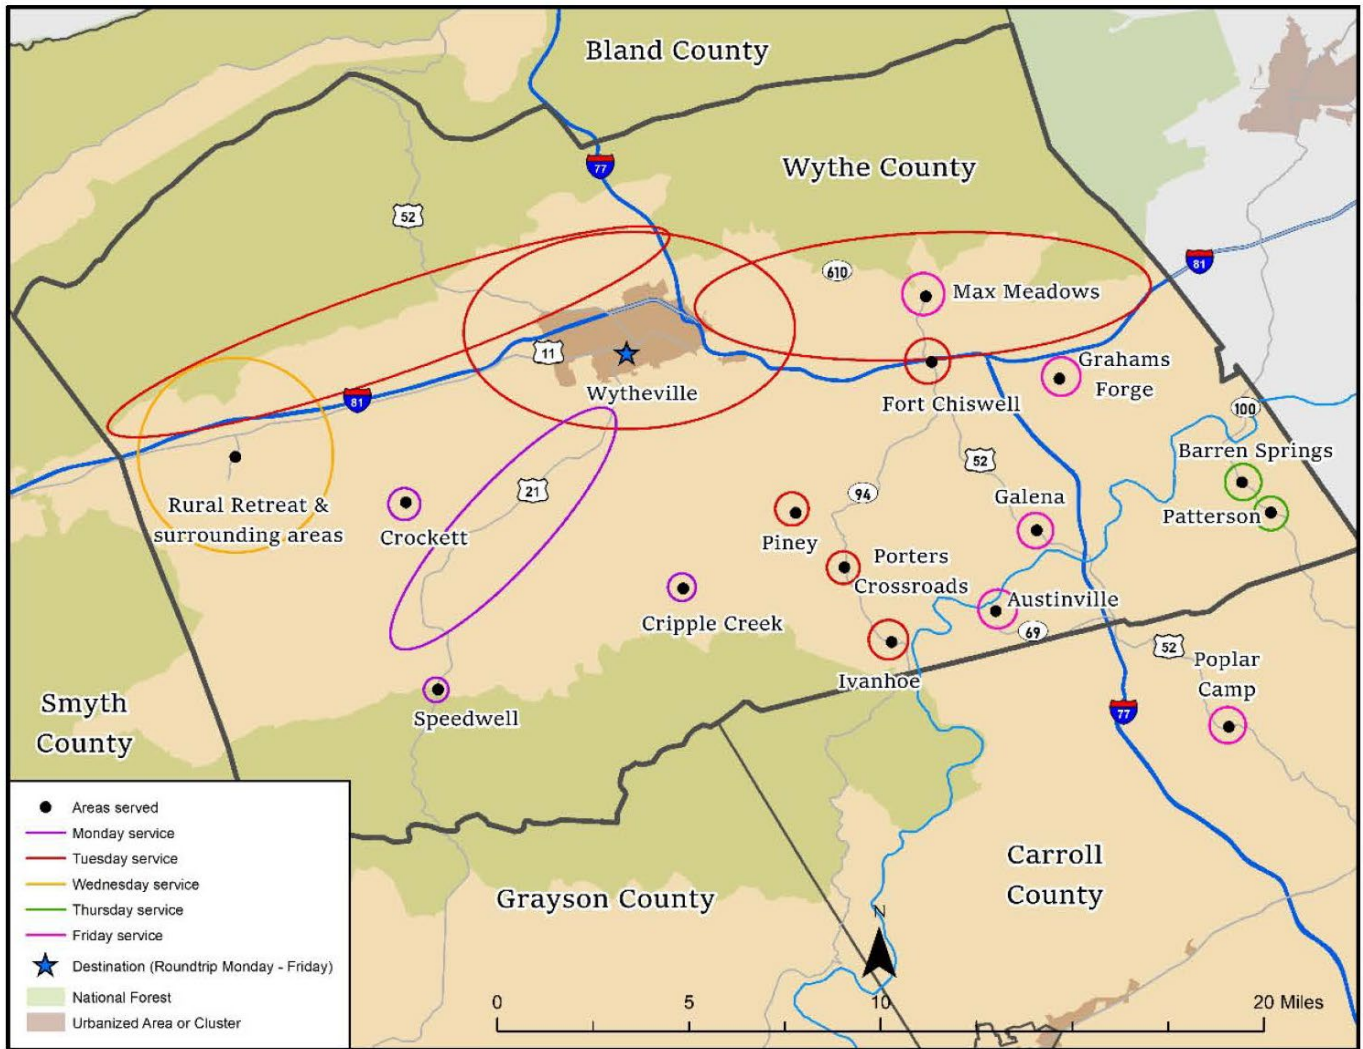 Bland County
Wythe County
77
52
610
81
Max Meadows
11
Grahams
Forge
Wytheville
Fort Chiswell
81
100
Barren Springs
52
21
94
Galena
Rural Retreat &
surrounding areas
Crockett
Patterson
Piney
Porters
Crossroads
Austinville
Cripple Creek
69
52
Poplar
Camp
Ivanhoe
Smyth
County
Speedwell
77
Areas served
Monday service
Tuesday service
Wednesday service
Thursday service
Friday service
Destination (Roundtrip Monday - Friday)
National Forest
Urbanized Area or Cluster
Carroll
County
Grayson County
N
0 5 10 20 Miles